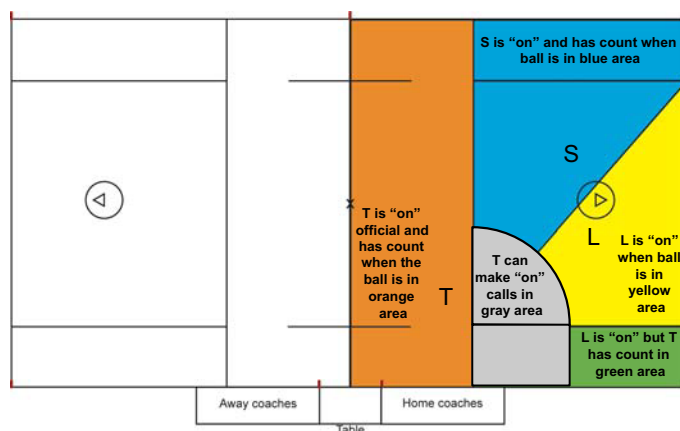 S is “on” and has count when
ball is in blue area
S
T is “on”
official and
has count
when the
ball is in
orange
area
T
T can
make “on”
calls in
gray area
L
L is “on”
when ball
is in
yellow
area
L is “on” but T
has count in
green area
Away coaches
Home coaches
Table